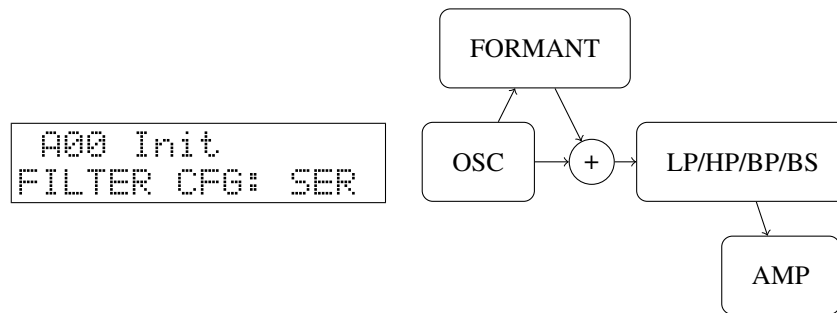 A00 Init
FILTER CFG: SER
FORMANT
OSC
+
LP/HP/BP/BS
AMP